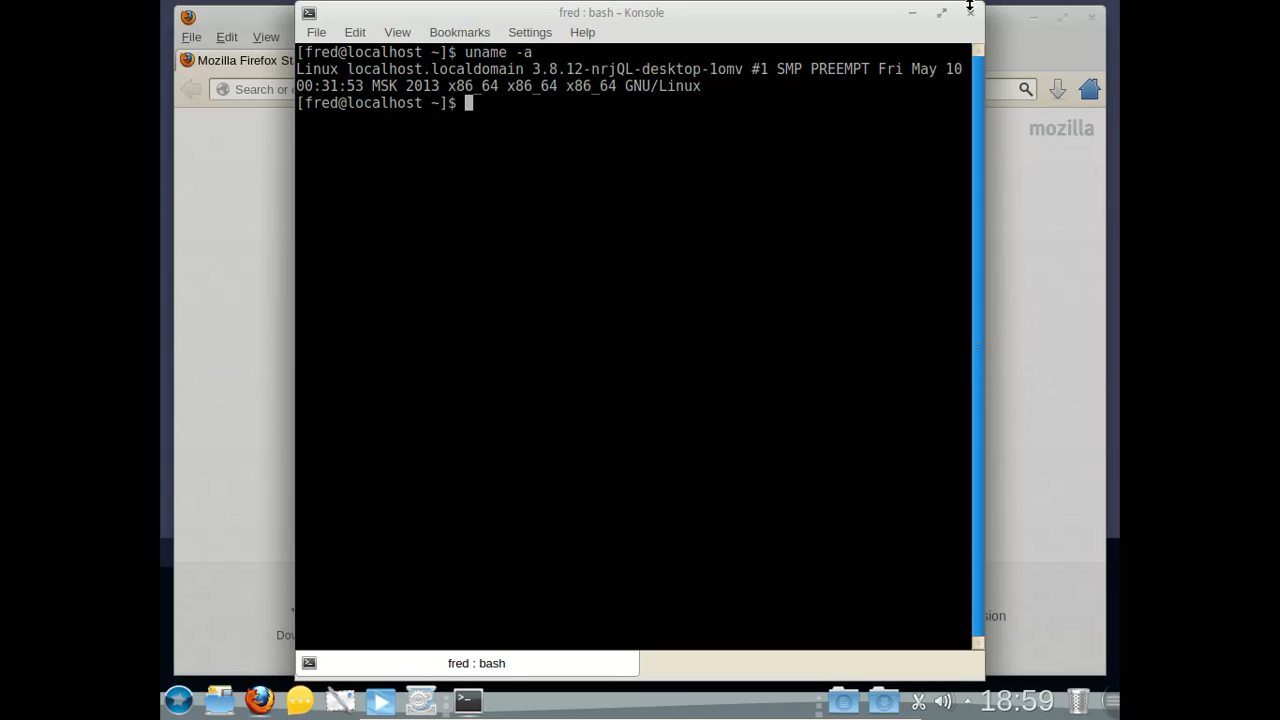 fred : bash – Konsole
File Edit View
File Edit View Bookmarks Settings Help
Mozilla Firefox St
Search or
mozilla
[fred@localhost ~]$ uname -a
Linux localhost.localdomain 3.8.12-nrjQL-desktop-1omv #1 SMP PREEMPT Fri May 10
00:31:53 MSK 2013 x86_64 x86_64 x86_64 GNU/Linux
[fred@localhost ~]$
sion
Dow
fred : bash
18:59